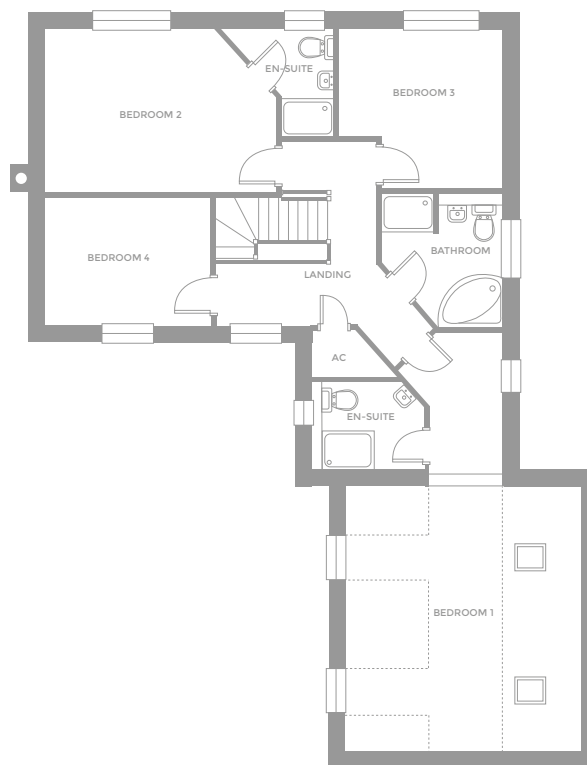 EN-SUITE
BEDROOM 3
BEDROOM 2
BATHROOM
BEDROOM 4
LANDING
AC
EN-SUITE
BEDROOM 1